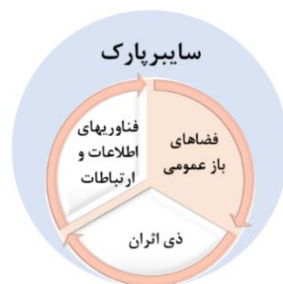 سایبرپارک
فضاهای
باز عمومی
فناوریهای
اطلاعات و
ارتباطات
ذی اثران